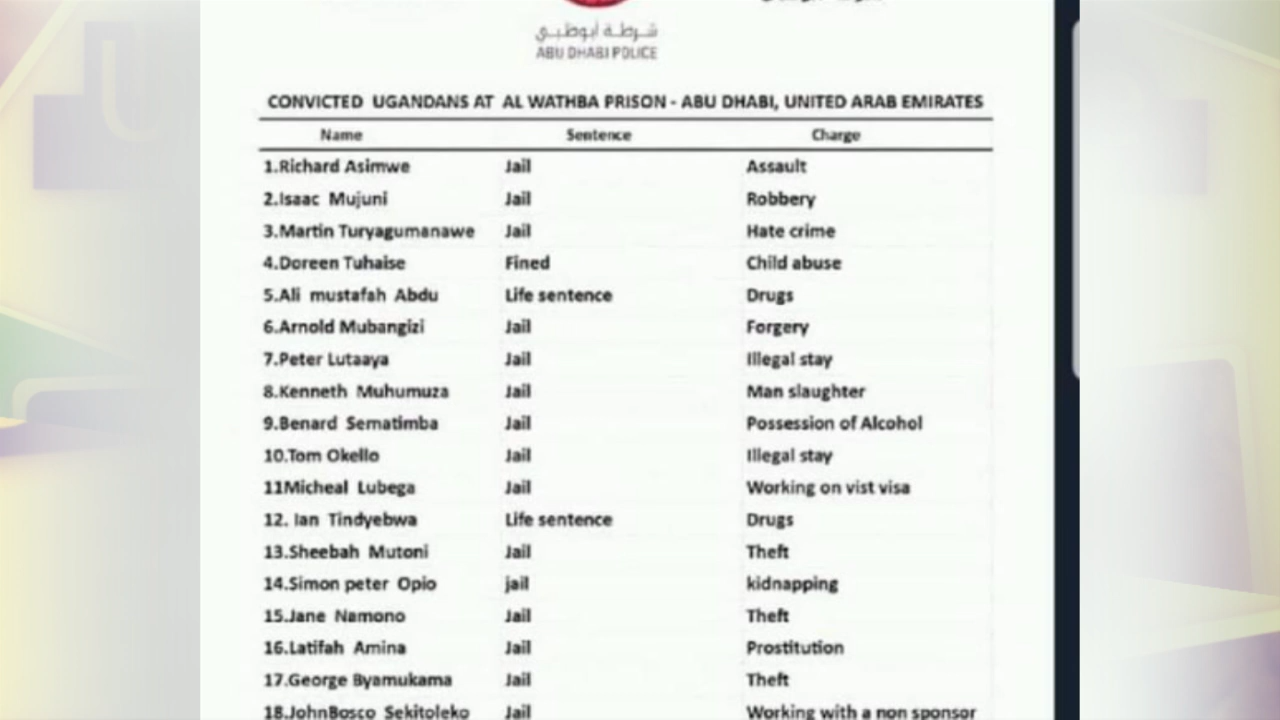 شرطة أبوظبي
ABU DHABI POLICE
CONVICTED UGANDANS AT AL WATHBA PRISON - ABU DHABI, UNITED ARAB EMIRATES
Name Sentence Charge
1.Richard Asimwe Jail Assault
2.Isaac Mujuni Jail Robbery
3.Martin Turyagumanawe Jail Hate crime
4.Doreen Tuhaise Fined Child abuse
5.Ali mustafah Abdu Life sentence Drugs
6.Arnold Mubangizi Jail Forgery
7.Peter Lutaaya Jail Illegal stay
8.Kenneth Muhumuza Jail Man slaughter
9.Benard Sematimba Jail Possession of Alcohol
10.Tom Okello Jail Illegal stay
11Micheal Lubega Jail Working on vist visa
12. Ian Tindyebwa Life sentence Drugs
13.Sheebah Mutoni Jail Theft
14.Simon peter Opio jail kidnapping
15.Jane Namono Jail Theft
16.Latifah Amina Jail Prostitution
17.George Byamukama Jail Theft
18.JohnBosco Sekitoleko Jail Working with a non sponsor